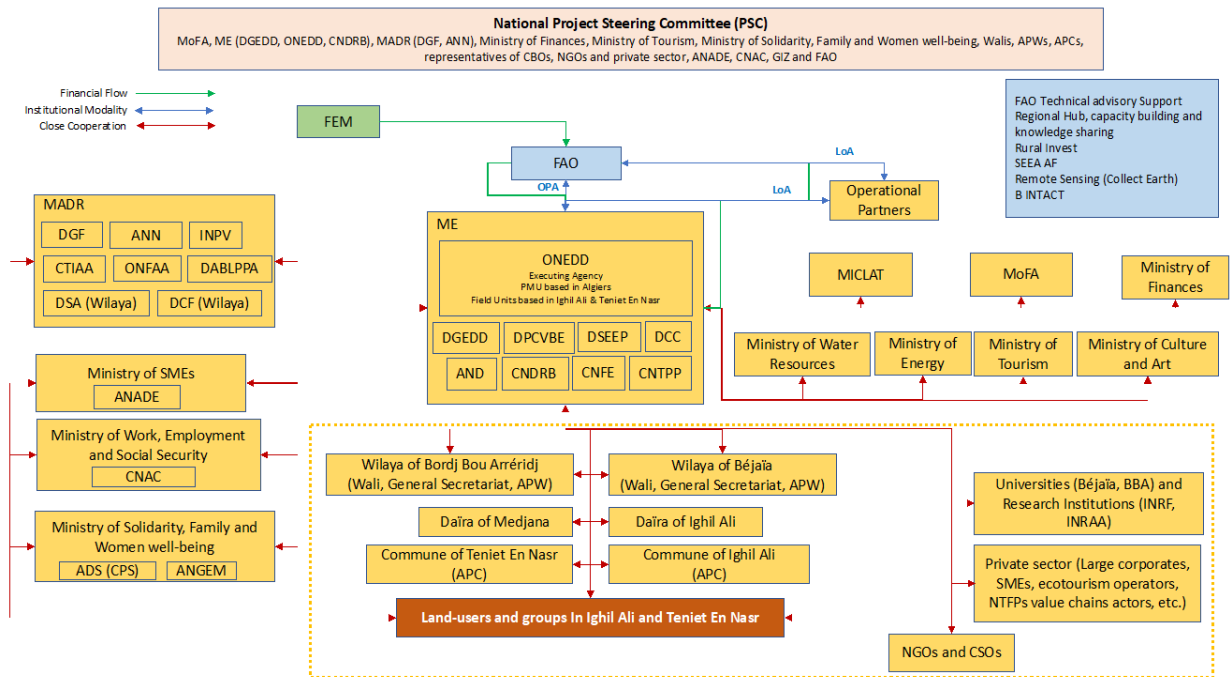 National Project Steering Committee (PSC)
MoFA, ME (DGEDD, ONEDD, CNDRB), MADR (DGF, ANN), Ministry of Finances, Ministry of Tourism, Ministry of Solidarity, Family and Women well-being, Walis, APWs, APCs,
representatives of CBOs, NGOs and private sector, ANADE, CNAC, GIZ and FAO
Financial Flow
Institutional Modality
Close Cooperation
FEM
FAO
OPA
LoA
LoA
Operational
Partners
FAO Technical advisory Support
Regional Hub, capacity building and
knowledge sharing
Rural Invest
SEEA AF
Remote Sensing (Collect Earth)
B INTACT
MADR
DGF
ANN
INPV
CTIAA
ONFAA
DABLPPA
DSA (Wilaya)
DCF (Wilaya)
ME
ONEDD
Executing Agency
PMU based in Algiers
Field Units based in Ighil Ali & Teniet En Nasr
DGEDD
DPCVBE
DSEEP
DCC
AND
CNDRB
CNFE
CNTPP
MICLAT
MoFA
Ministry of
Finances
Ministry of Water
Resources
Ministry of
Energy
Ministry of
Tourism
Ministry of Culture
and Art
Ministry of SMEs
ANADE
Ministry of Work, Employment
and Social Security
CNAC
Ministry of Solidarity, Family and
Women well-being
ADS (CPS)
ANGEM
Wilaya of Bordj Bou Arréridj
(Wali, General Secretariat, APW)
Wilaya of Béjaïa
(Wali, General Secretariat, APW)
Daïra of Medjana
Daïra of Ighil Ali
Commune of Teniet En Nasr
(APC)
Commune of Ighil Ali
(APC)
Land-users and groups In Ighil Ali and Teniet En Nasr
Universities (Béjaïa, BBA) and
Research Institutions (INRF,
INRAA)
Private sector (Large corporates,
SMEs, ecotourism operators,
NTFPs value chains actors, etc.)
NGOs and CSOs